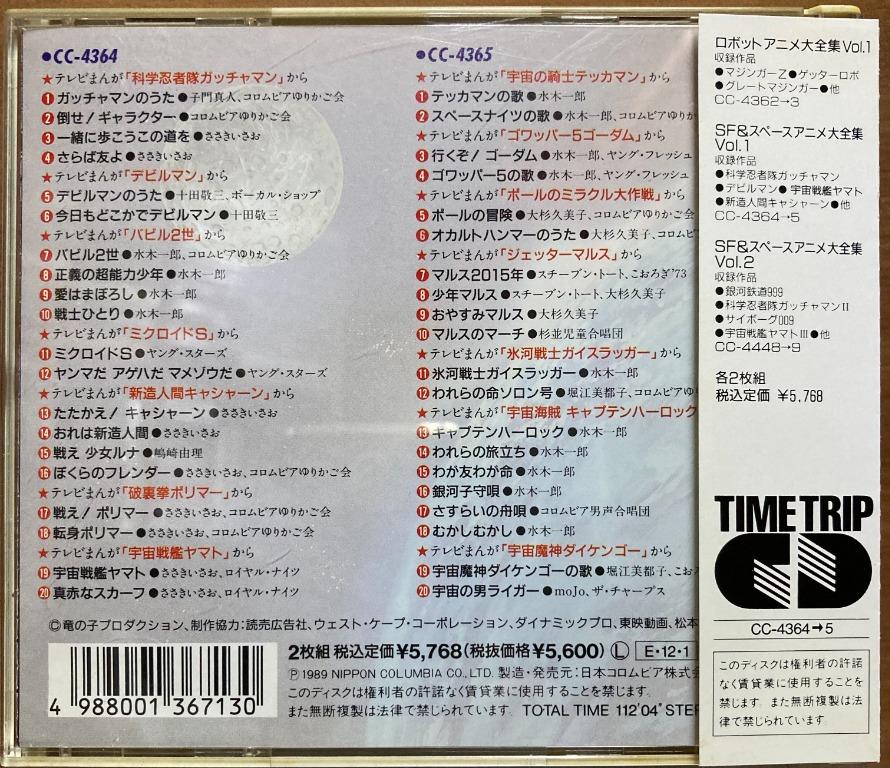 ●CC-4364
★テレビまんが「科学忍者隊ガッチャマン」から
❶ガッチャマンのうた●子門真人、コロムビアゆりかご会
❷倒せ!ギャラクター●コロムビアゆりかご会
❸一緒に歩こうこの道を●ささきいさお
❹さらば友よ●ささきいさお
★テレビまんが「デビルマン」から
❺デビルマンのうた●十田敬三、ボーカル・ショップ
❻今日もどこかでデビルマン●十田敬三
★テレビまんが「バビル2世」から
❼バビル2世●水木一郎、コロムビアゆりかご会
❽正義の超能力少年●水木一郎
❾愛はまぼろし●水木一郎
❿戦士ひとり●水木一郎
★テレビまんが「ミクロイドS」から
⓫ミクロイドS●ヤング・スターズ
⓬ヤンマだ アゲハだ マメゾウだ●ヤング・スターズ
★テレビまんが「新造人間キャシャーン」から
⓭たたかえ! キャシャーン●ささきいさお
⓮おれは新造人間●ささきいさお
⓯戦え 少女ルナ●嶋崎由理
⓰ぼくらのフレンダー●ささきいさお、コロムビアゆりかご会
★テレビまんが「破裏拳ポリマー」から
⓱戦え! ポリマー●ささきいさお、コロムビアゆりかご会
⓲転身ポリマー●ささきいさお、コロムビアゆりかご会
★テレビまんが「宇宙戦艦ヤマト」から
⓳宇宙戦艦ヤマト●ささきいさお、ロイヤル・ナイツ
⓴真赤なスカーフ●ささきいさお、ロイヤル・ナイツ
●CC-4365
★テレビまんが「宇宙の騎士テッカマン」から
❶テッカマンの歌●水木一郎
❷スペースナイツの歌●水木一郎、コロムビアゆり
★テレビまんが「ゴワッパー5ゴーダム」から
❸行くぞ! ゴーダム●水木一郎、ヤング・フレッシュ
❹ゴワッパー5の歌●水木一郎、ヤング・フレッシュ
★テレビまんが「ポールのミラクル大作戦」から
❺ポールの冒険●大杉久美子、コロムビアゆりか
❻オカルトハンマーのうた●大杉久美子、コロムビ
★テレビまんが「ジェッターマルス」から
❼マルス2015年●スチーブン・トート、こおろぎ'73
❽少年マルス●スチーブン・トート、大杉久美子
❾おやすみマルス●大杉久美子
❿マルスのマーチ●杉並児童合唱団
★テレビまんが「氷河戦士ガイスラッガー」から
⓫氷河戦士ガイスラッガー●水木一郎
⓬われらの命ソロン号●堀江美都子、コロムビ
★テレビまんが「宇宙海賊 キャプテンハーロック
⓭キャプテンハーロック●水木一郎
⓮われらの旅立ち●水木一郎
⓯わが友わが命●水木一郎
⓰銀河子守唄●水木一郎
⓱さすらいの舟唄●コロムビア男声合唱団
⓲むかしむかし●水木一郎
★テレビまんが「宇宙魔神ダイケンゴー」から
⓳宇宙魔神ダイケンゴーの歌●堀江美都子、こお
⓴宇宙の男ライガー●moJo、ザ・チャープス
©竜の子プロダクション、制作協力:読売広告社、ウェスト・ケープ・コーポレーション、ダイナミックプロ、東映動画、松本
4 988001 367130
2枚組 税込定価¥5,768(税抜価格¥5,600) Ⓛ E・12・1
Ⓟ1989 NIPPON COLUMBIA CO., LTD. 製造・発売元:日本コロムビア株式会
このディスクは権利者の許諾なく賃貸業に使用することを禁じます。
また無断複製は法律で禁じられています。 TOTAL TIME 112'04" STER
ロボットアニメ大全集Vol.1
収録作品
●マジンガーZ●ゲッターロボ
●グレートマジンガー●他
CC-4362→3
SF&スペースアニメ大全集
Vol.1
収録作品
●科学忍者隊ガッチャマン
●デビルマン●宇宙戦艦ヤマト
●新造人間キャシャーン●他
CC-4364→5
SF&スペースアニメ大全集
Vol.2
収録作品
●銀河鉄道999
●科学忍者隊ガッチャマンII
●サイボーグ009
●宇宙戦艦ヤマトIII●他
CC-4448→9
各2枚組
税込定価 ¥5,768
TIME TRIP
CD
CC-4364→5
このディスクは権利者の許諾
なく賃貸業に使用することを
禁じます。また無断複製は法
律で禁じられています。